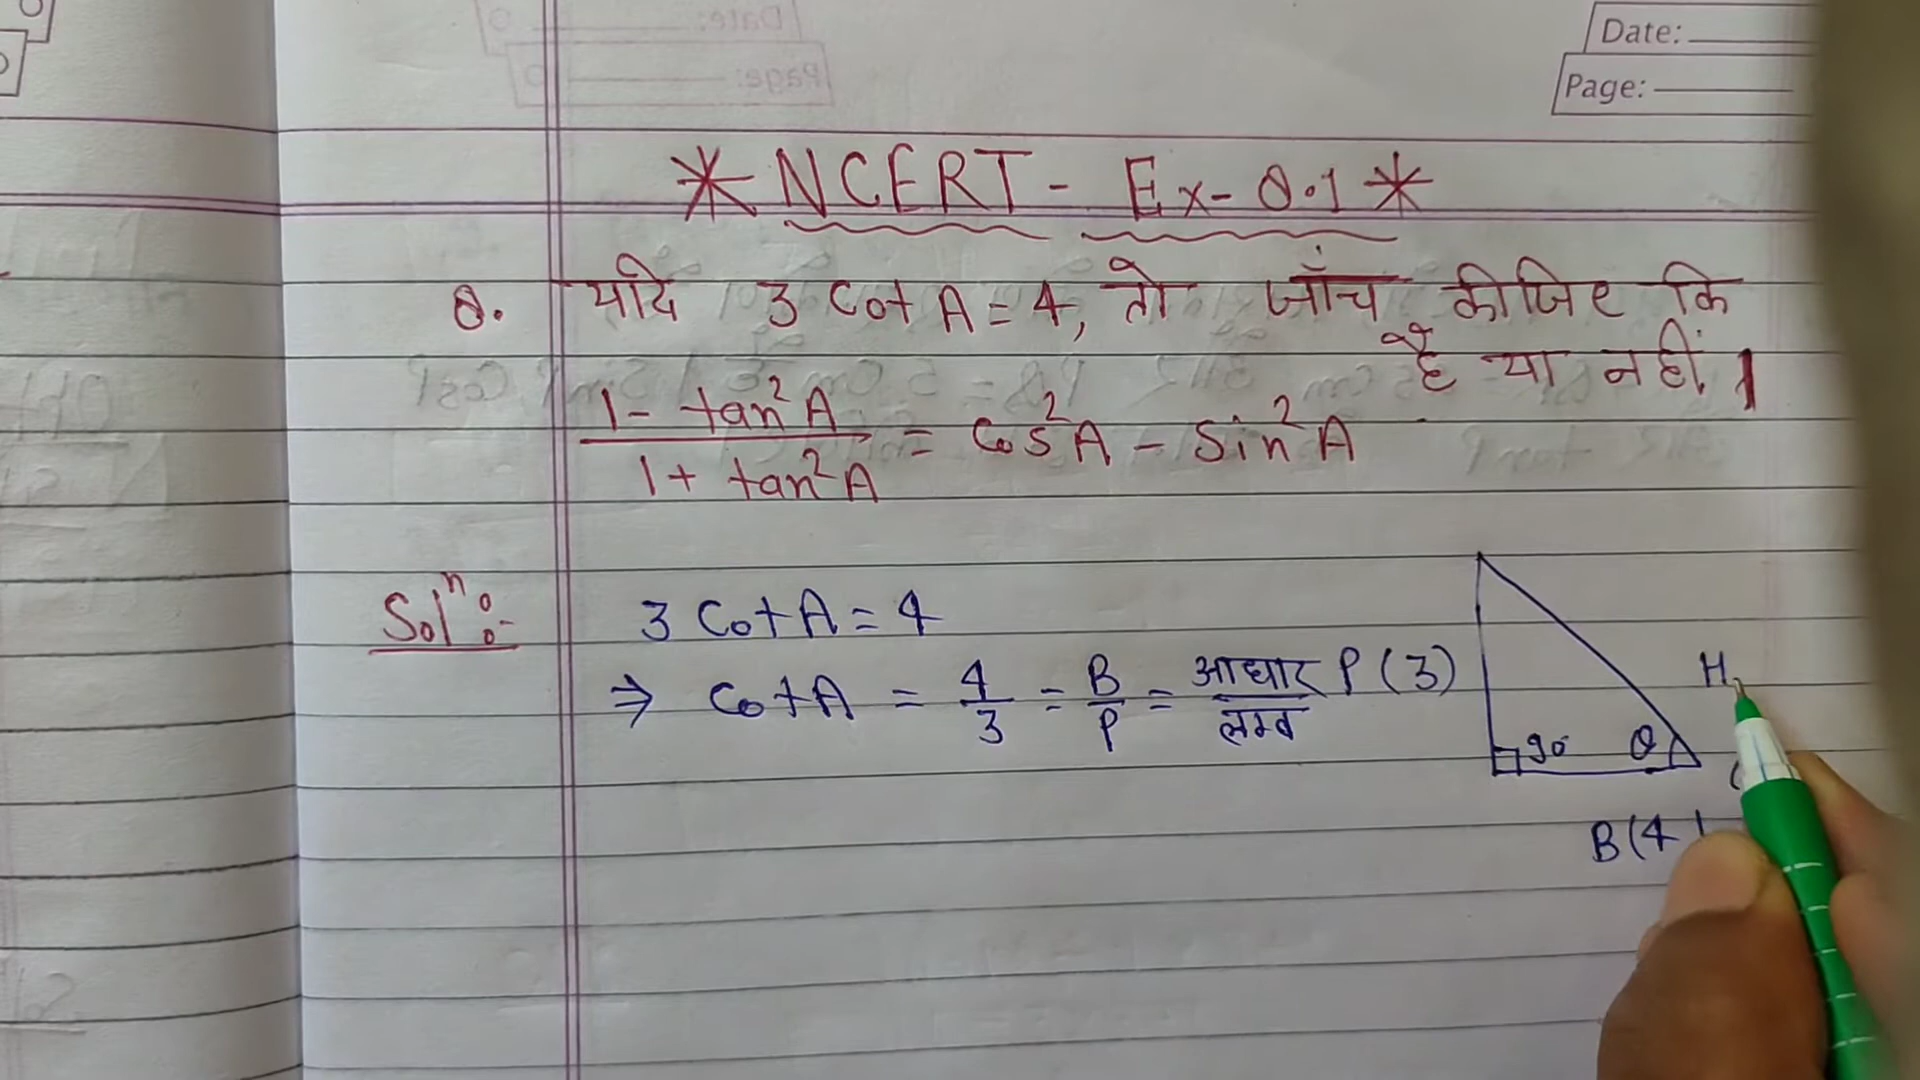 Date:
Page:
* NCERT - Ex- 8.1 *
Q. यदि 3 Cot A = 4, तो जाँच कीजिए कि
है या नहीं।
1 - tan²A / 1 + tan²A = Cos²A - Sin²A
Solⁿ:-
3 Cot A = 4
⇒ Cot A = 4/3 = B/P = आधार/लम्ब
P (3)
H
90° θ
B(4)